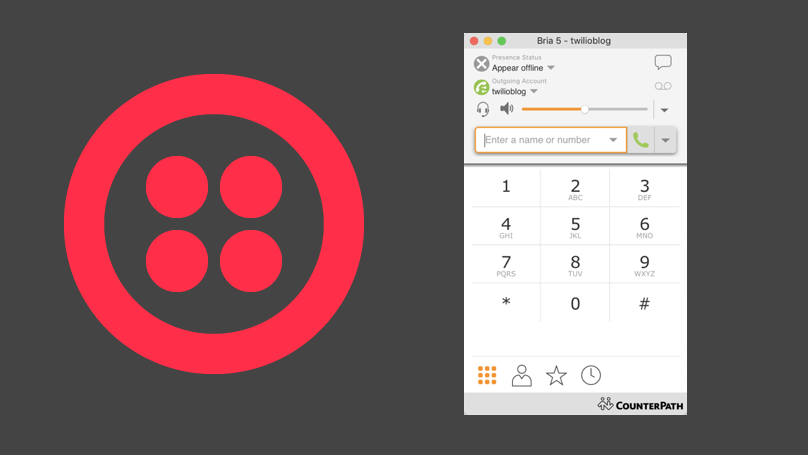 Bria 5 - twilioblog
Presence Status
Appear offline
Outgoing Account
twilioblog
Enter a name or number
1 2 3
ABC DEF
4 5 6
GHI JKL MNO
7 8 9
PQRS TUV WXYZ
* 0 #
COUNTERPATH